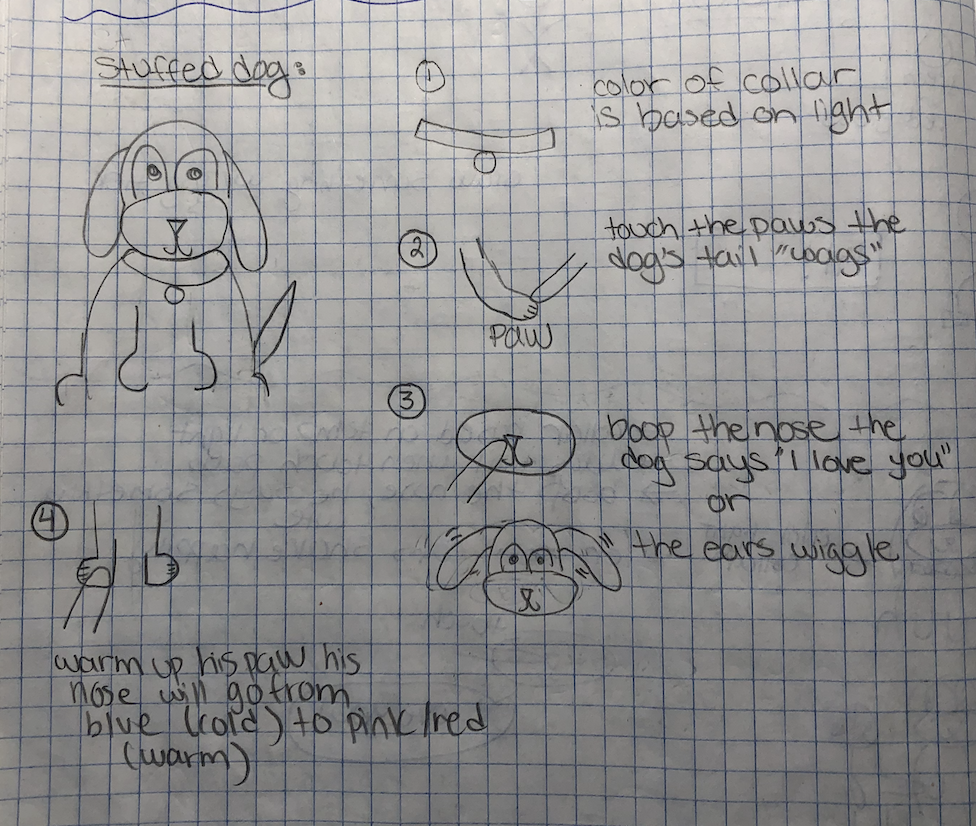 Stuffed dog:
①
color of collar
is based on light
②
touch the paws the
dog's tail "wags"
paw
③
boop the nose the
dog says "I love you"
or
the ears wiggle
④
warm up his paw his
nose will go from
blue (cold) to pink/red
(warm)